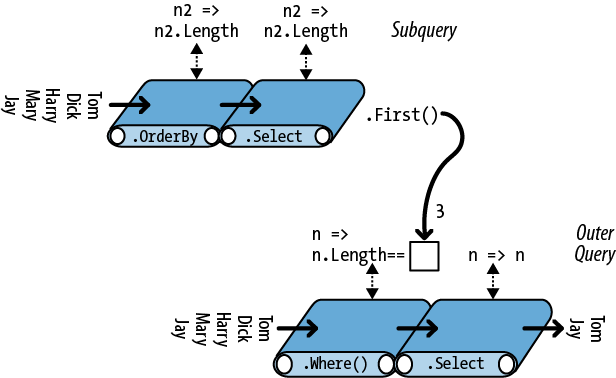 n2 =>
n2.Length
n2 =>
n2.Length
Subquery
Tom
Dick
Harry
Mary
Jay
.OrderBy
.Select
.First()
3
n =>
n.Length==
n => n
Outer
Query
Tom
Dick
Harry
Mary
Jay
.Where()
.Select
Tom
Jay